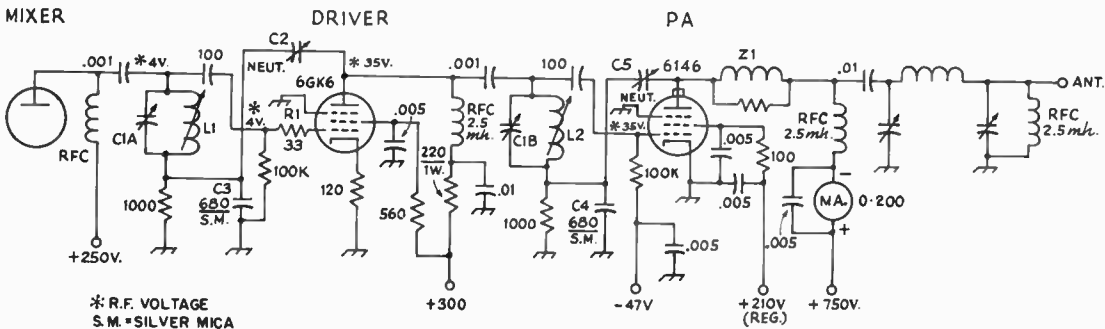 MIXER
DRIVER
PA
.001
* 4V.
100
C2
NEUT.
* 35V.
6GK6
.001
100
C5
6146
Z1
.01
ANT.
C1A
L1
RFC
* 4V.
R1
33
.005
RFC
2.5mh.
C1B
L2
NEUT.
* 35V.
.005
RFC
2.5mh.
RFC
2.5mh.
100K
220
1W.
100K
100
1000
C3
680
S.M.
120
560
.01
1000
C4
680
S.M.
.005
-
MA.
0-200
+
.005
.005
+250V.
+300
-47V
+210V
(REG.)
+750V.
*: R.F. VOLTAGE
S.M. = SILVER MICA